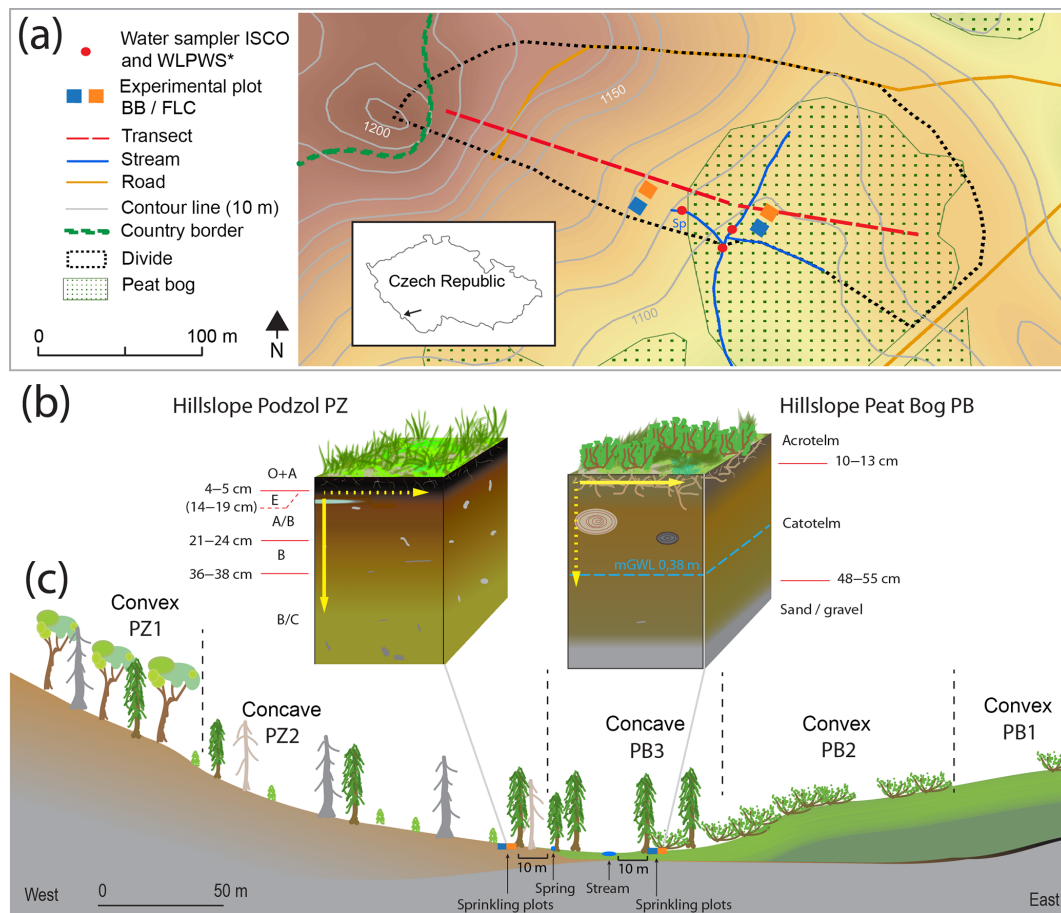 (a)
Water sampler ISCO
and WLPWS*
Experimental plot
BB / FLC
Transect
Stream
Road
Contour line (10 m)
Country border
Divide
Peat bog
0 100 m
N
1200
1150
1100
Sp
Czech Republic
(b)
Hillslope Podzol PZ
O+A
4–5 cm
E
(14–19 cm)
A/B
21–24 cm
B
36–38 cm
B/C
Hillslope Peat Bog PB
Acrotelm
10–13 cm
Catotelm
mGWL 0,38 m
48–55 cm
Sand / gravel
(c)
Convex
PZ1
Concave
PZ2
Concave
PB3
Convex
PB2
Convex
PB1
10 m
10 m
Spring
Stream
Sprinkling plots
Sprinkling plots
West
0 50 m
East